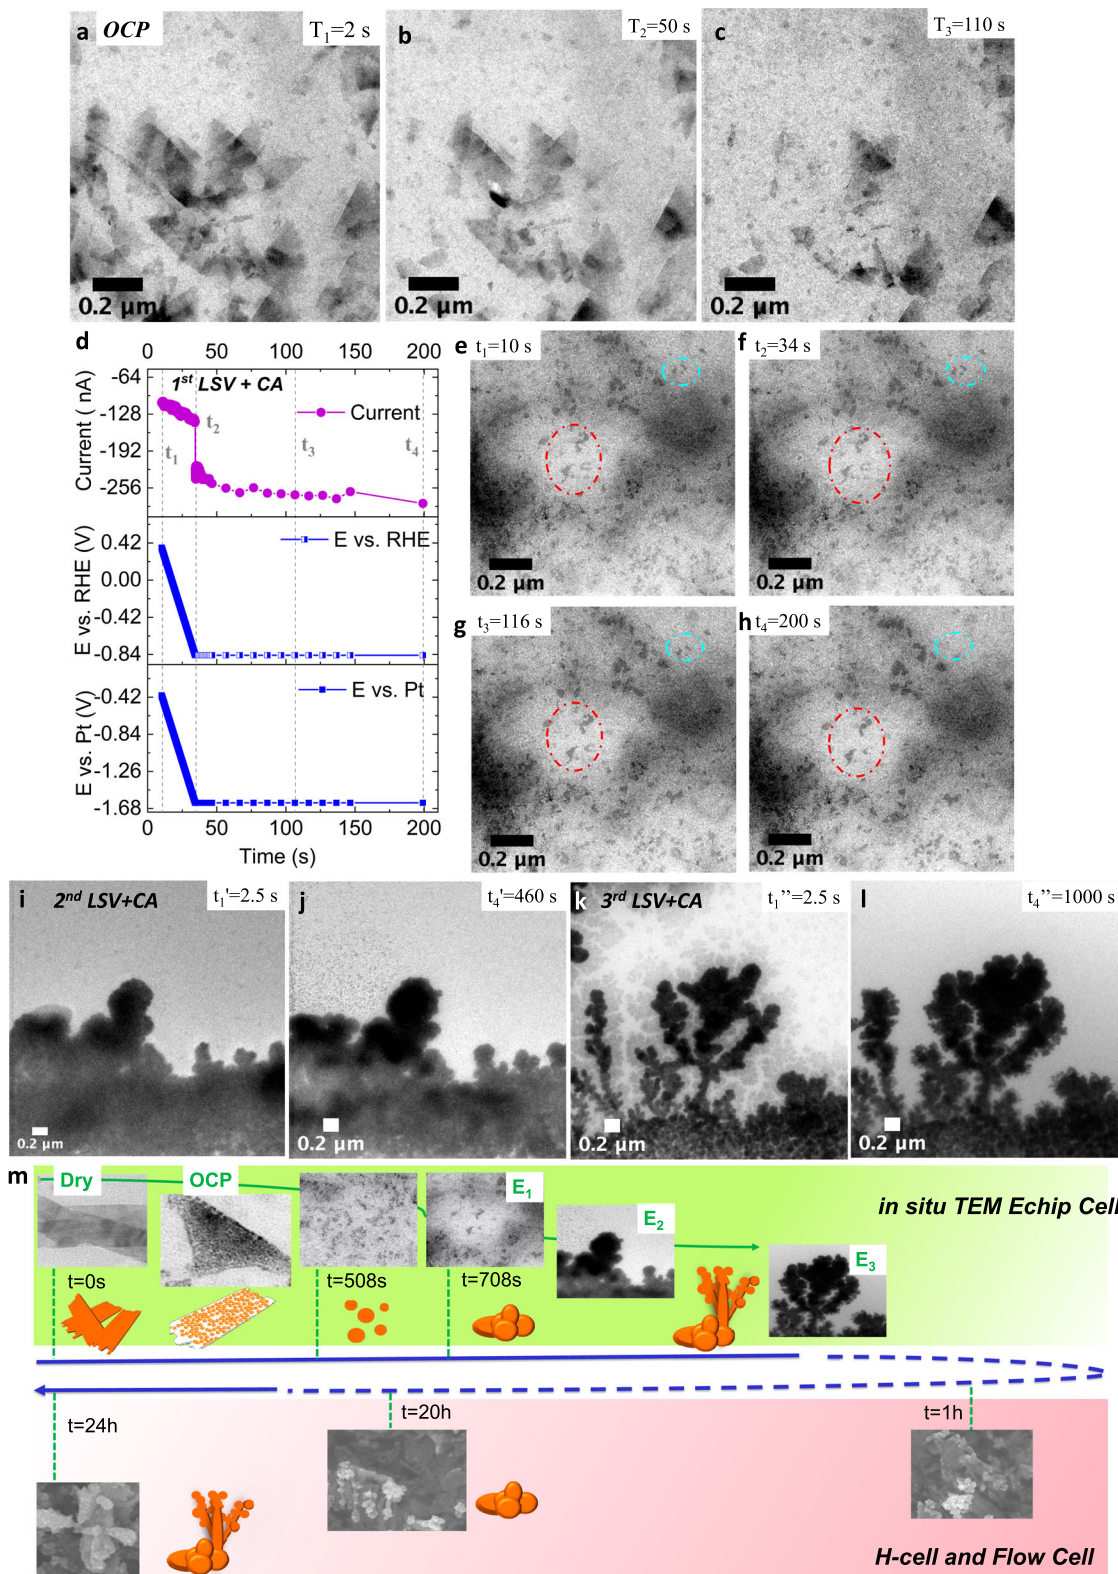 a OCP T₁=2 s
b T₂=50 s
c T₃=110 s
0.2 μm
0.2 μm
0.2 μm
d
0 50 100 150 200
1st LSV + CA
Current
t₁ t₂ t₃ t₄
-64
-128
-192
-256
Current ( nA)
E vs. RHE
0.42
0.00
-0.42
-0.84
E vs. RHE (V)
E vs. Pt
-0.42
-0.84
-1.26
-1.68
E vs. Pt (V)
0 50 100 150 200
Time (s)
e t₁=10 s
0.2 μm
f t₂=34 s
0.2 μm
g t₃=116 s
0.2 μm
h t₄=200 s
0.2 μm
i 2nd LSV+CA t₁'=2.5 s
0.2 μm
j t₄'=460 s
0.2 μm
k 3rd LSV+CA t₁''=2.5 s
0.2 μm
l t₄''=1000 s
0.2 μm
m
Dry
OCP
E₁
E₂
E₃
in situ TEM Echip Cell
t=0s
t=508s
t=708s
t=24h
t=20h
t=1h
H-cell and Flow Cell